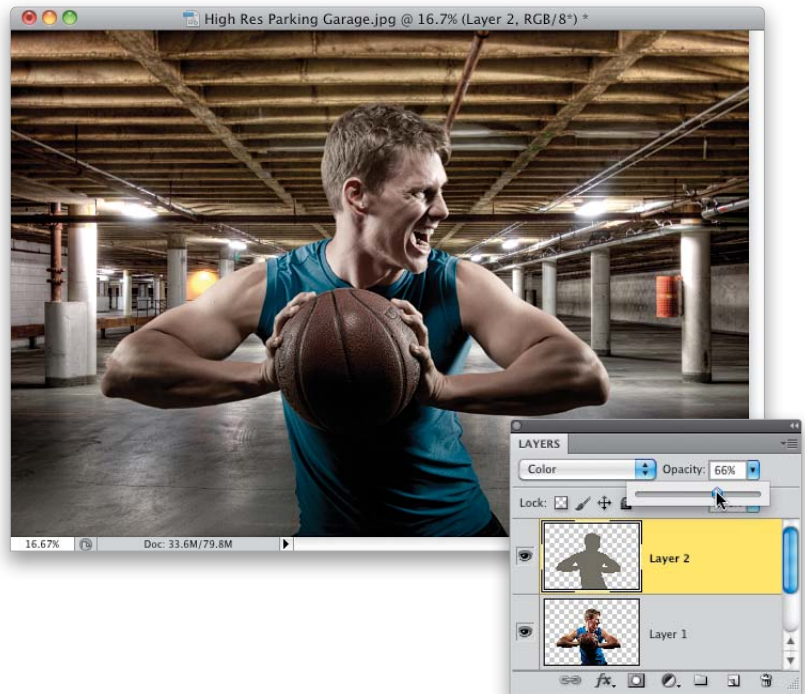 High Res Parking Garage.jpg @ 16.7% (Layer 2, RGB/8*) *
LAYERS
Color Opacity: 66%
Lock:
16.67% Doc: 33.6M/79.8M
Layer 2
Layer 1
fx.